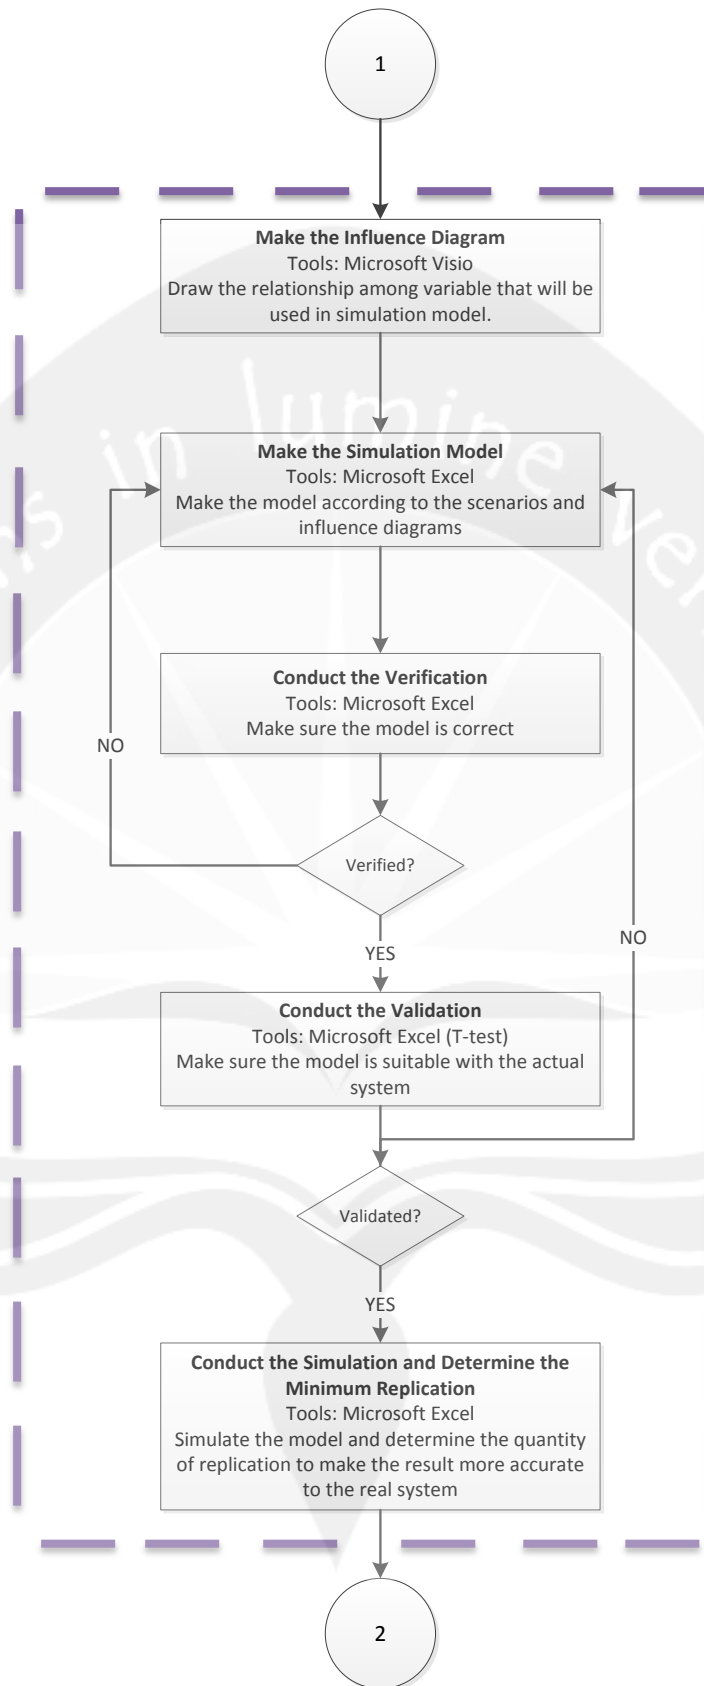 1
Make the Influence Diagram
Tools: Microsoft Visio
Draw the relationship among variable that will be
used in simulation model.
in lumine
Make the Simulation Model
Tools: Microsoft Excel
Make the model according to the scenarios and
influence diagrams
Conduct the Verification
Tools: Microsoft Excel
Make sure the model is correct
NO
Verified?
NO
YES
Conduct the Validation
Tools: Microsoft Excel (T-test)
Make sure the model is suitable with the actual
system
Validated?
YES
Conduct the Simulation and Determine the
Minimum Replication
Tools: Microsoft Excel
Simulate the model and determine the quantity
of replication to make the result more accurate
to the real system
2